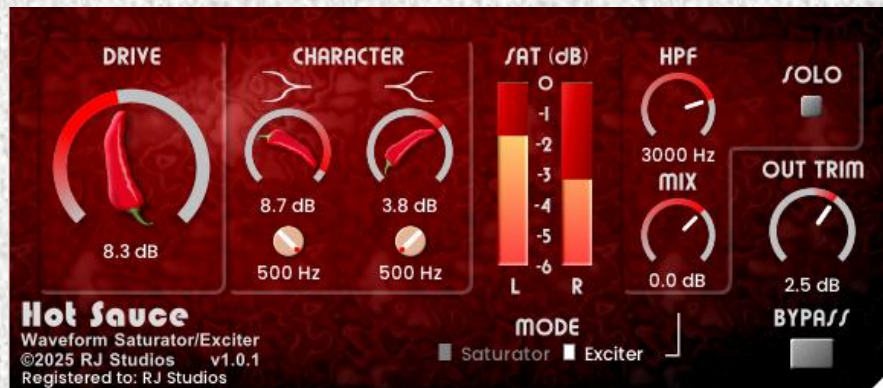 DRIVE
8.3 dB
CHARACTER
8.7 dB
3.8 dB
500 Hz
500 Hz
SAT (dB)
0
-1
-2
-3
-4
-5
-6
L R
HPF
3000 Hz
MIX
0.0 dB
SOLO
OUT TRIM
2.5 dB
BYPASS
MODE
Saturator Exciter
Hot Sauce
Waveform Saturator/Exciter
©2025 RJ Studios v1.0.1
Registered to: RJ Studios